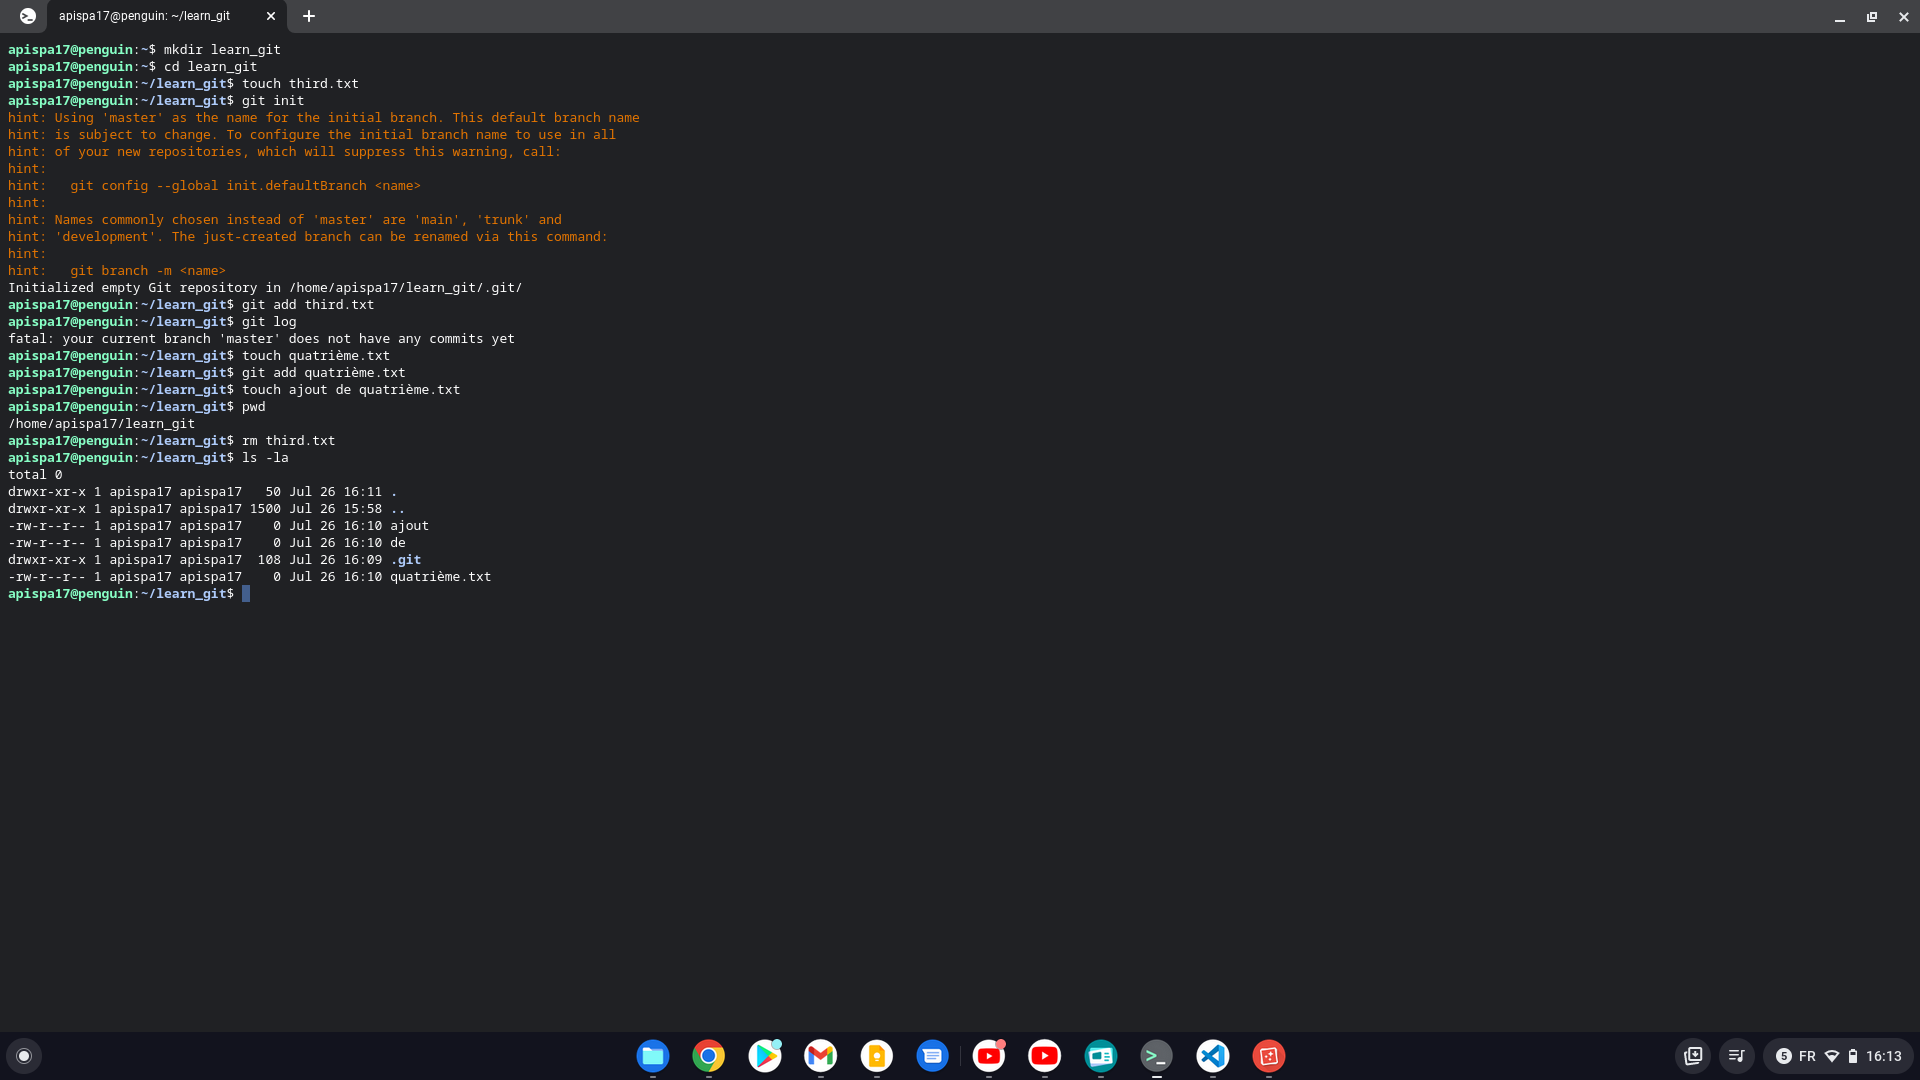 apispa17@penguin: ~/learn_git
apispa17@penguin:~$ mkdir learn_git
apispa17@penguin:~$ cd learn_git
apispa17@penguin:~/learn_git$ touch third.txt
apispa17@penguin:~/learn_git$ git init
hint: Using 'master' as the name for the initial branch. This default branch name
hint: is subject to change. To configure the initial branch name to use in all
hint: of your new repositories, which will suppress this warning, call:
hint:
hint:   git config --global init.defaultBranch <name>
hint:
hint: Names commonly chosen instead of 'master' are 'main', 'trunk' and
hint: 'development'. The just-created branch can be renamed via this command:
hint:
hint:   git branch -m <name>
Initialized empty Git repository in /home/apispa17/learn_git/.git/
apispa17@penguin:~/learn_git$ git add third.txt
apispa17@penguin:~/learn_git$ git log
fatal: your current branch 'master' does not have any commits yet
apispa17@penguin:~/learn_git$ touch quatrième.txt
apispa17@penguin:~/learn_git$ git add quatrième.txt
apispa17@penguin:~/learn_git$ touch ajout de quatrième.txt
apispa17@penguin:~/learn_git$ pwd
/home/apispa17/learn_git
apispa17@penguin:~/learn_git$ rm third.txt
apispa17@penguin:~/learn_git$ ls -la
total 0
drwxr-xr-x 1 apispa17 apispa17   50 Jul 26 16:11 .
drwxr-xr-x 1 apispa17 apispa17 1500 Jul 26 15:58 ..
-rw-r--r-- 1 apispa17 apispa17    0 Jul 26 16:10 ajout
-rw-r--r-- 1 apispa17 apispa17    0 Jul 26 16:10 de
drwxr-xr-x 1 apispa17 apispa17  108 Jul 26 16:09 .git
-rw-r--r-- 1 apispa17 apispa17    0 Jul 26 16:10 quatrième.txt
apispa17@penguin:~/learn_git$
5 FR 16:13